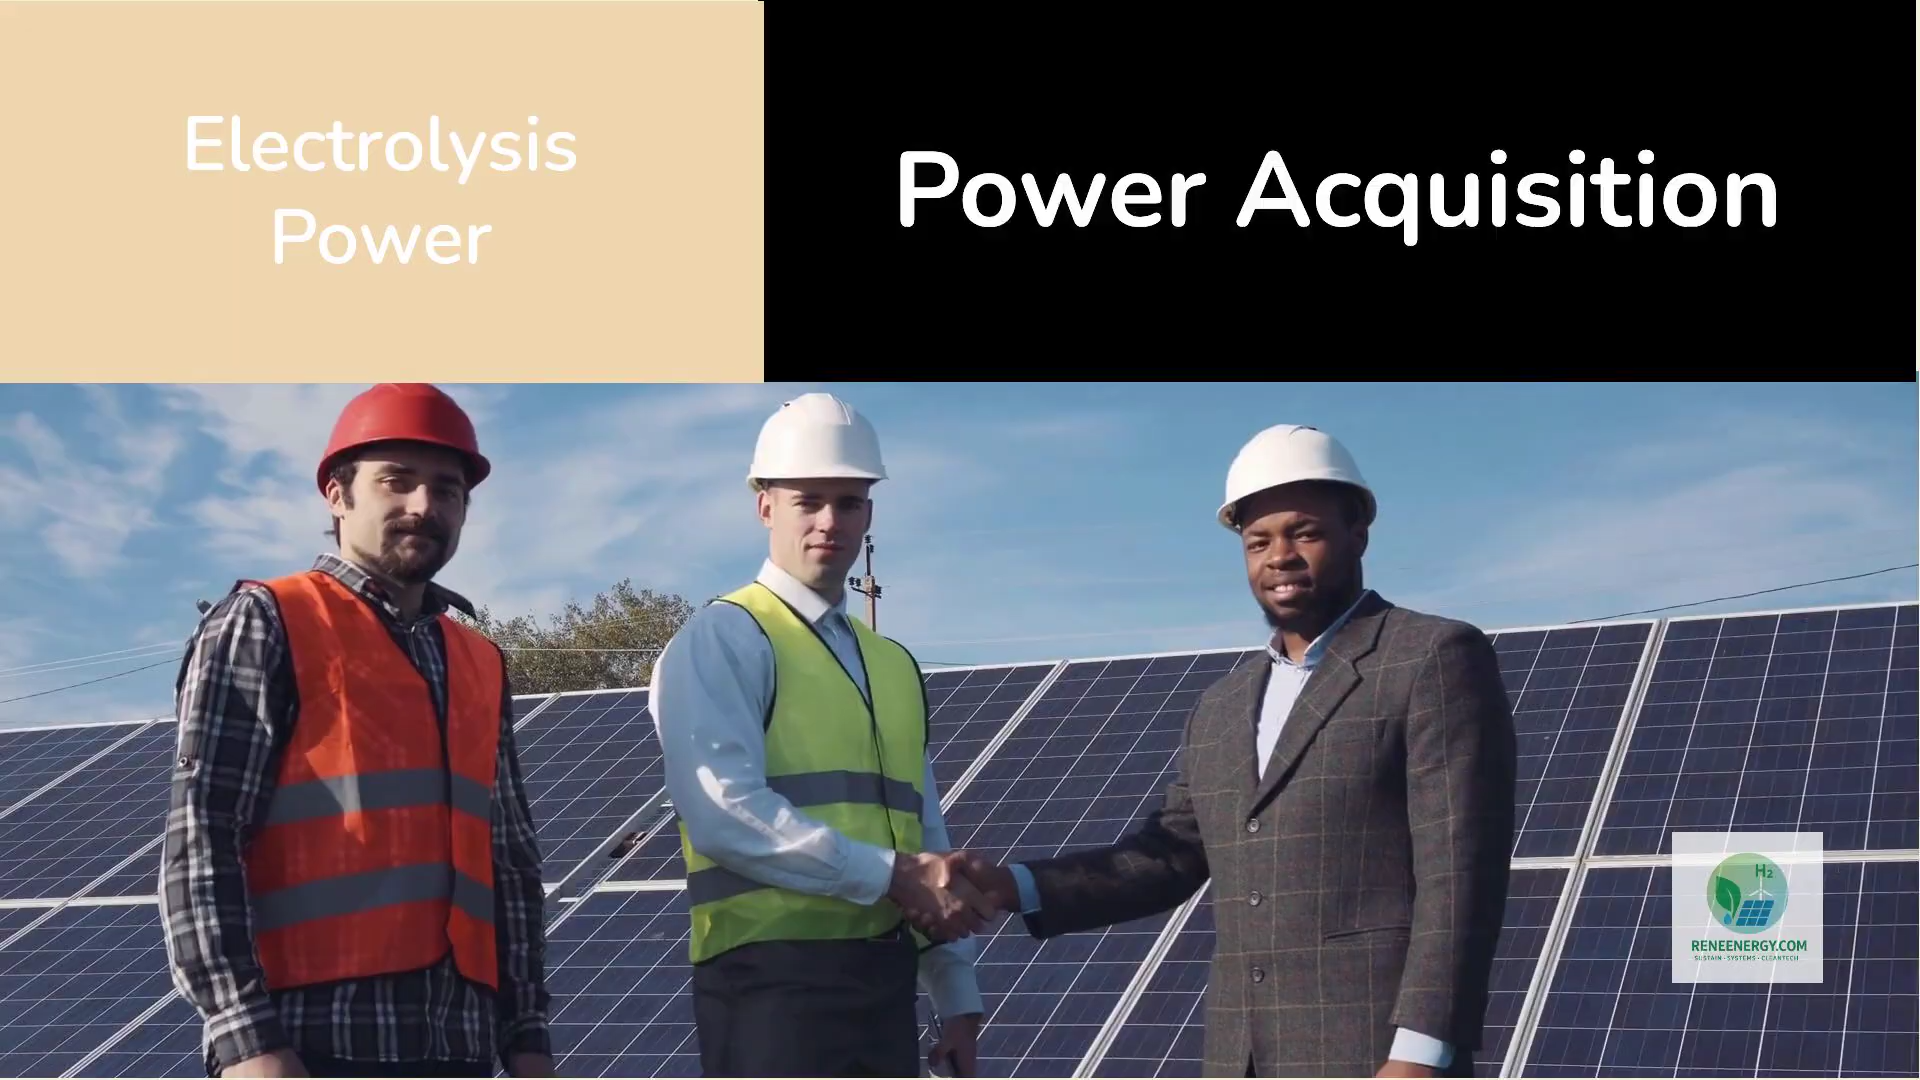 Electrolysis
Power
Power Acquisition
H2
RENEENERGY.COM
SUSTAIN - SYSTEMS - CLEANTECH